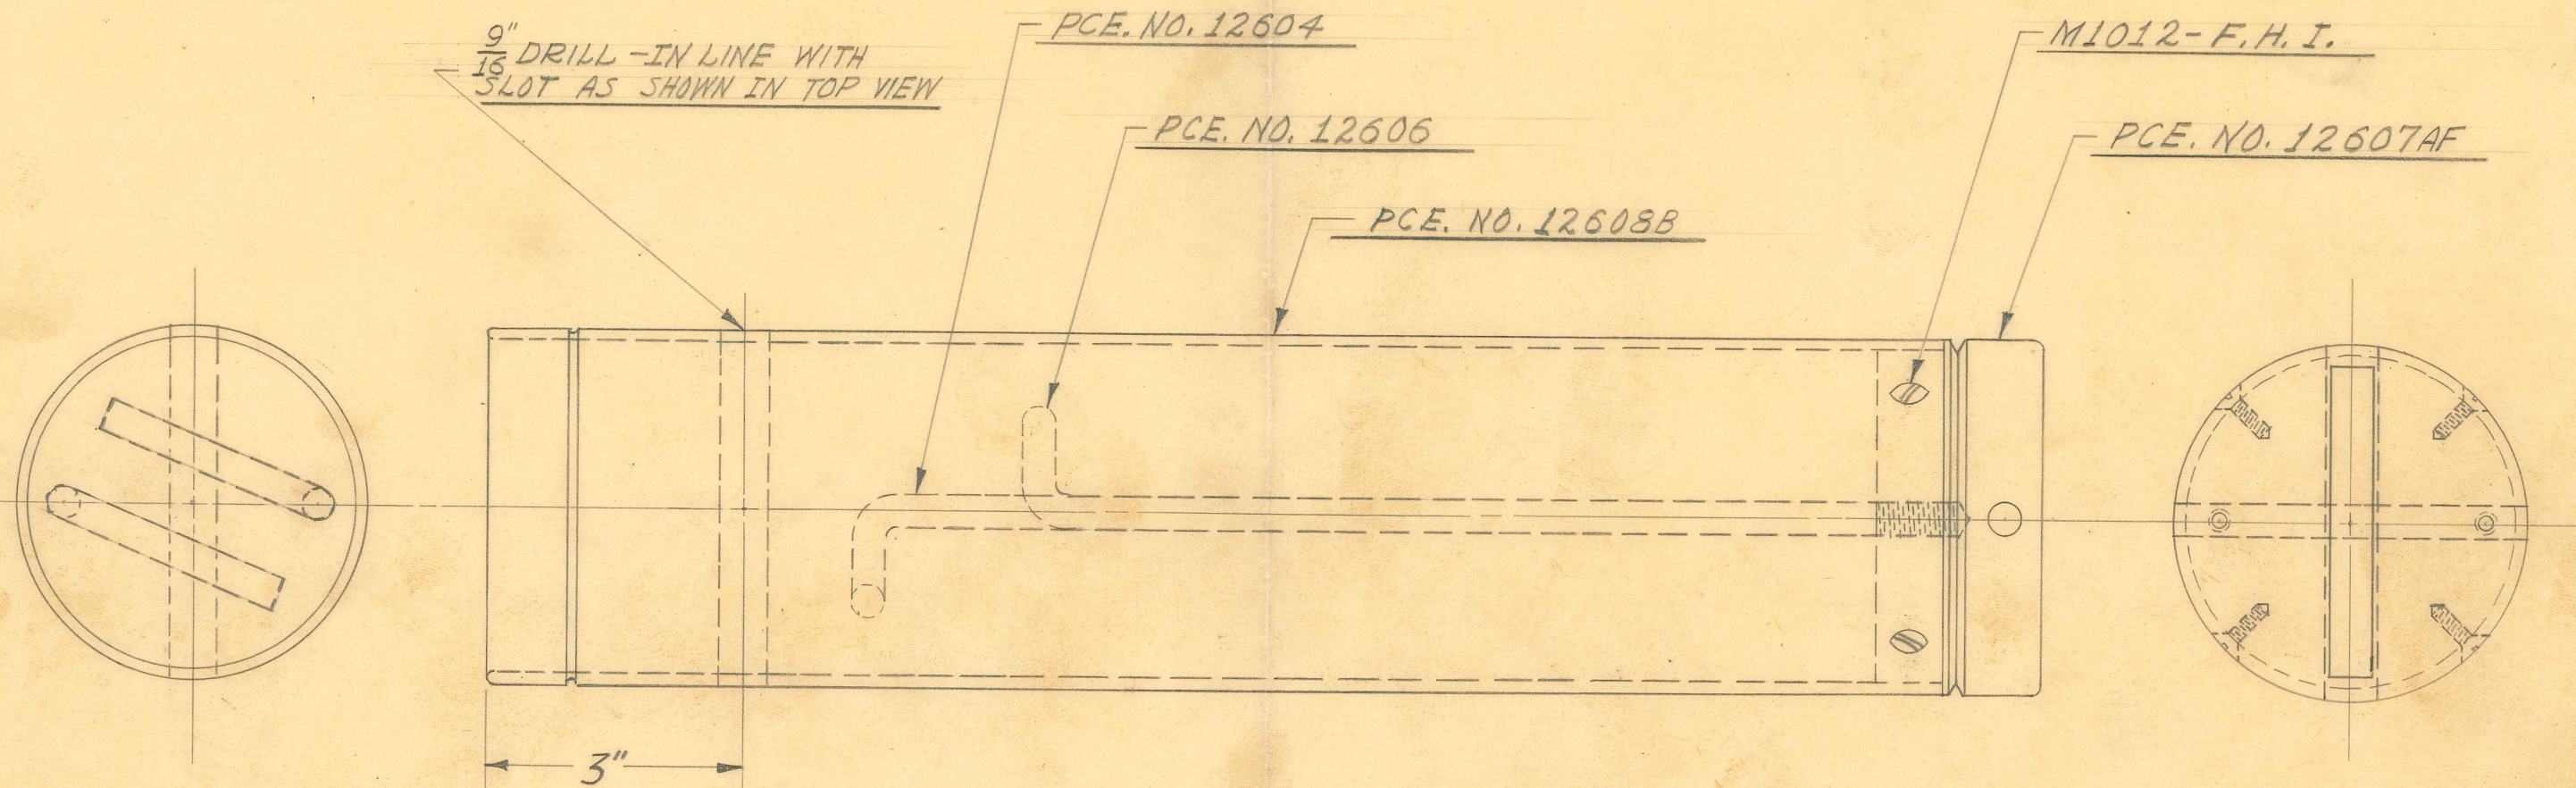 9/16" DRILL - IN LINE WITH
SLOT AS SHOWN IN TOP VIEW
PCE. NO. 12604
PCE. NO. 12606
PCE. NO. 12608B
M1012 - F. H. I.
PCE. NO. 12607AF
3"